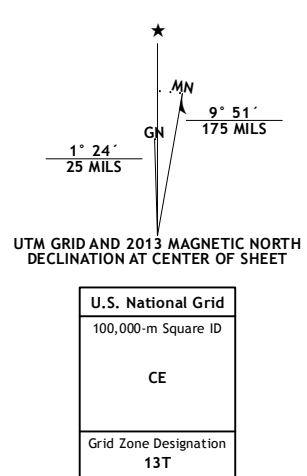 ★
MN
9° 51´
175 MILS
GN
1° 24´
25 MILS
UTM GRID AND 2013 MAGNETIC NORTH
DECLINATION AT CENTER OF SHEET
U.S. National Grid
100,000-m Square ID
CE
Grid Zone Designation
13T